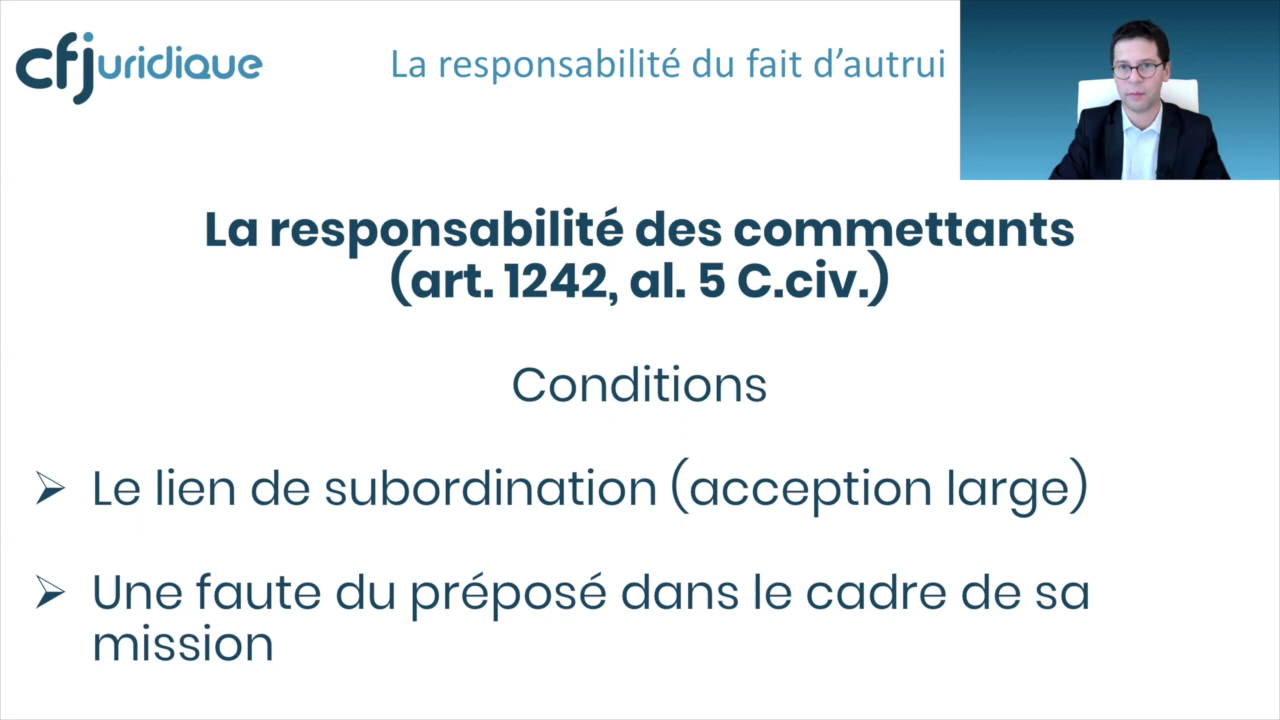 cfjuridique
La responsabilité du fait d’autrui
La responsabilité des commettants
(art. 1242, al. 5 C.civ.)
Conditions
➢ Le lien de subordination (acception large)
➢ Une faute du préposé dans le cadre de sa
mission